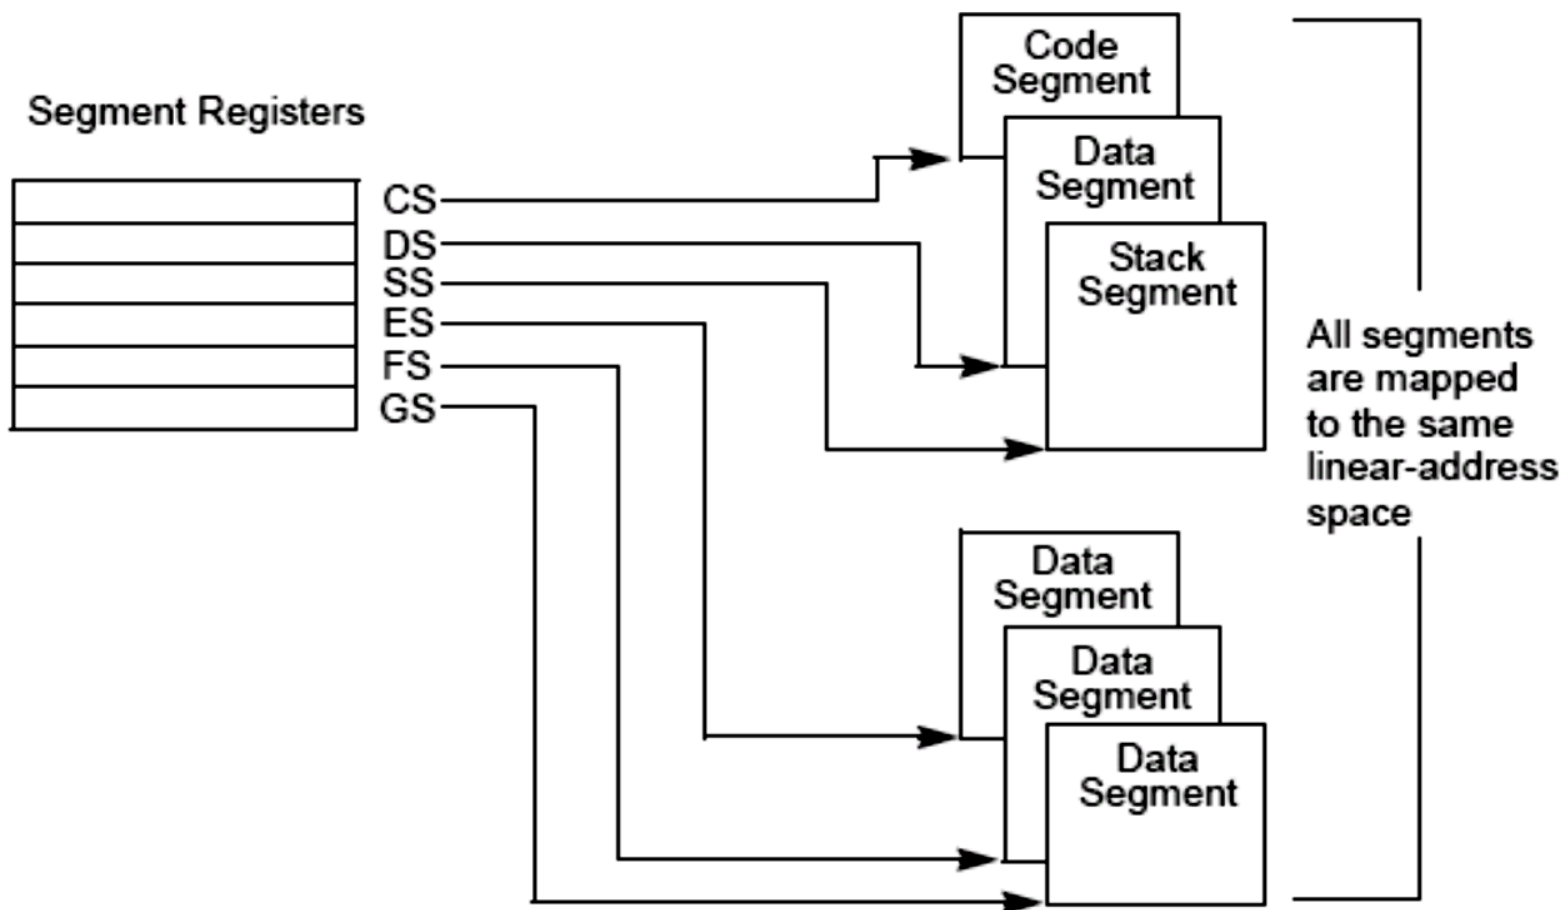 Segment Registers
CS
DS
SS
ES
FS
GS
Code
Segment
Data
Segment
Stack
Segment
Data
Segment
Data
Segment
Data
Segment
All segments
are mapped
to the same
linear-address
space